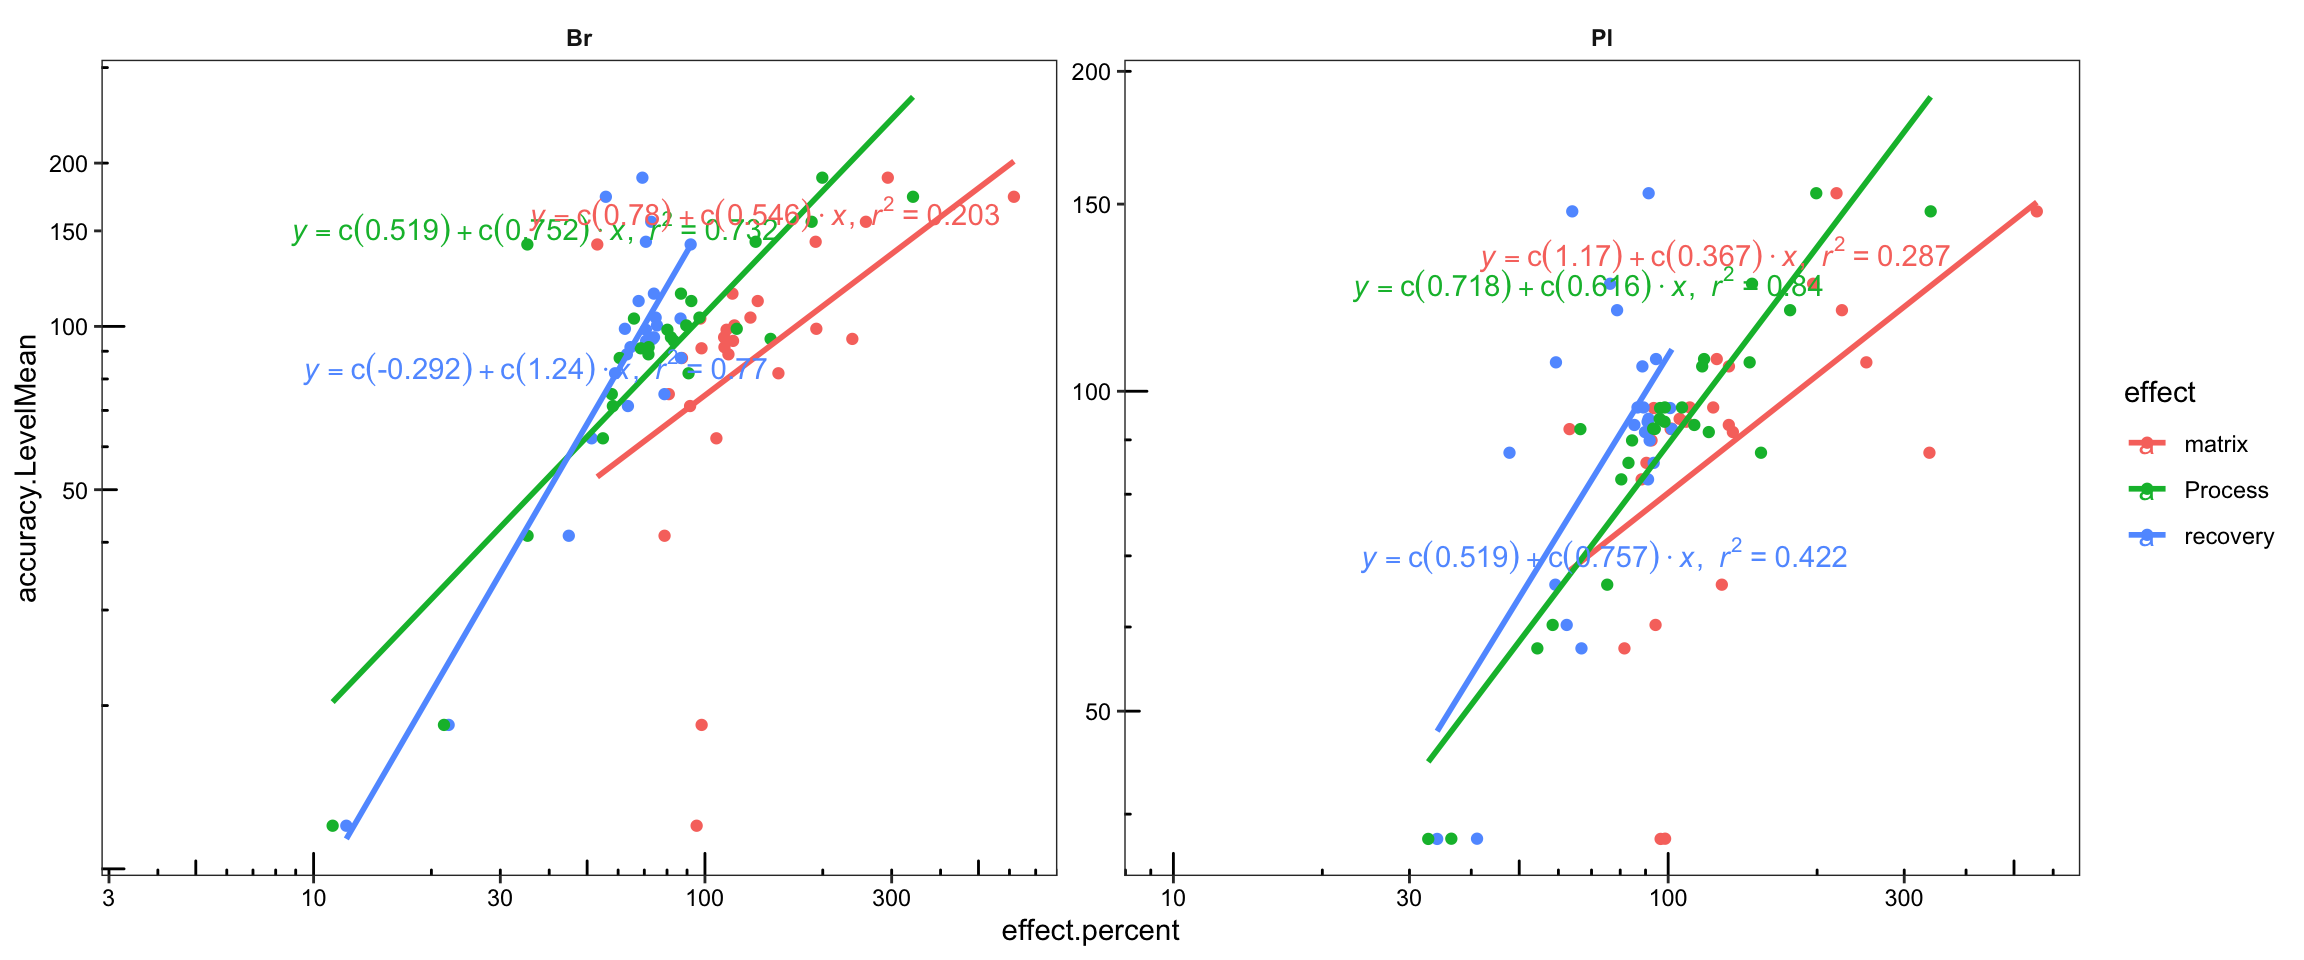 Br
Pl
200
150
100
50
y = c(0.78) + c(0.546) · x, r² = 0.203
y = c(0.519) + c(0.752) · x, r² = 0.732
y = c(-0.292) + c(1.24) · x, r² = 0.77
200
150
100
50
y = c(1.17) + c(0.367) · x, r² = 0.287
y = c(0.718) + c(0.616) · x, r² = 0.84
y = c(0.519) + c(0.757) · x, r² = 0.422
3 10 30 100 300
10 30 100 300
effect.percent
accuracy.LevelMean
effect
a matrix
a Process
a recovery